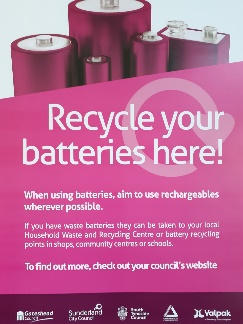 Recycle your
batteries here!
When using batteries, aim to use rechargeables
wherever possible.
If you have waste batteries they can be taken to your local
Household Waste and Recycling Centre or battery recycling
points in shops, community centres or schools.
To find out more, check out your council's website
Gateshead
Council
Sunderland
City Council
South
Tyneside
Council
Valpak